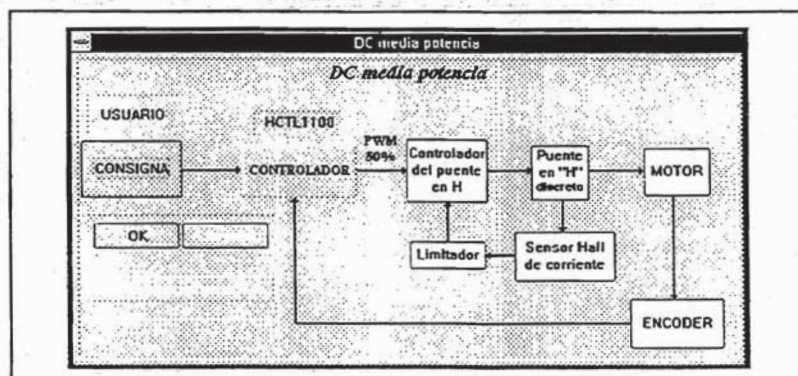 DC media potencia
DC media potencia
USUARIO
HCTL1100
CONSIGNA
CONTROLADOR
PWM
50%
Controlador
del puente
en H
Puente
en "H"
discreto
MOTOR
OK
Limitador
Sensor Hall
de corriente
ENCODER